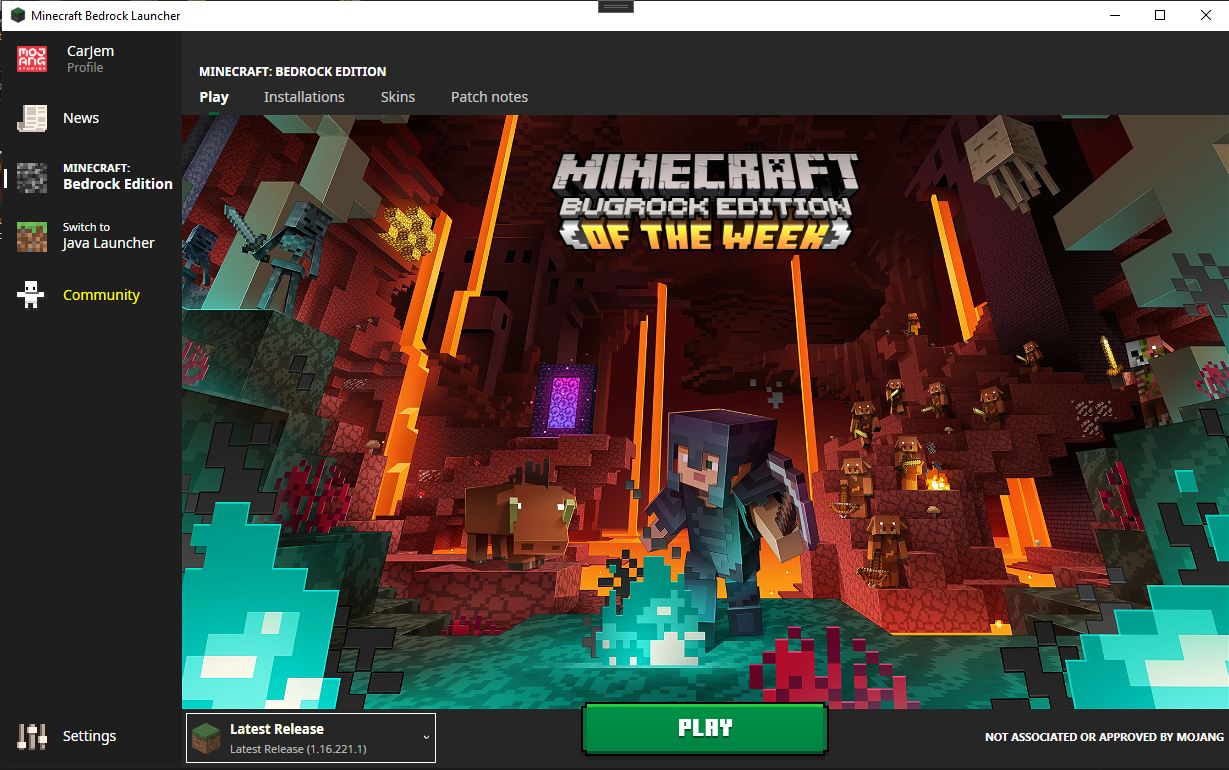 Minecraft Bedrock Launcher
MOJ
ANG
STUDIOS
CarJem
Profile
News
MINECRAFT:
Bedrock Edition
Switch to
Java Launcher
Community
Settings
MINECRAFT: BEDROCK EDITION
Play Installations Skins Patch notes
MINECRAFT
BUGROCK EDITION
OF THE WEEK
Latest Release
Latest Release (1.16.221.1)
PLAY
NOT ASSOCIATED OR APPROVED BY MOJANG